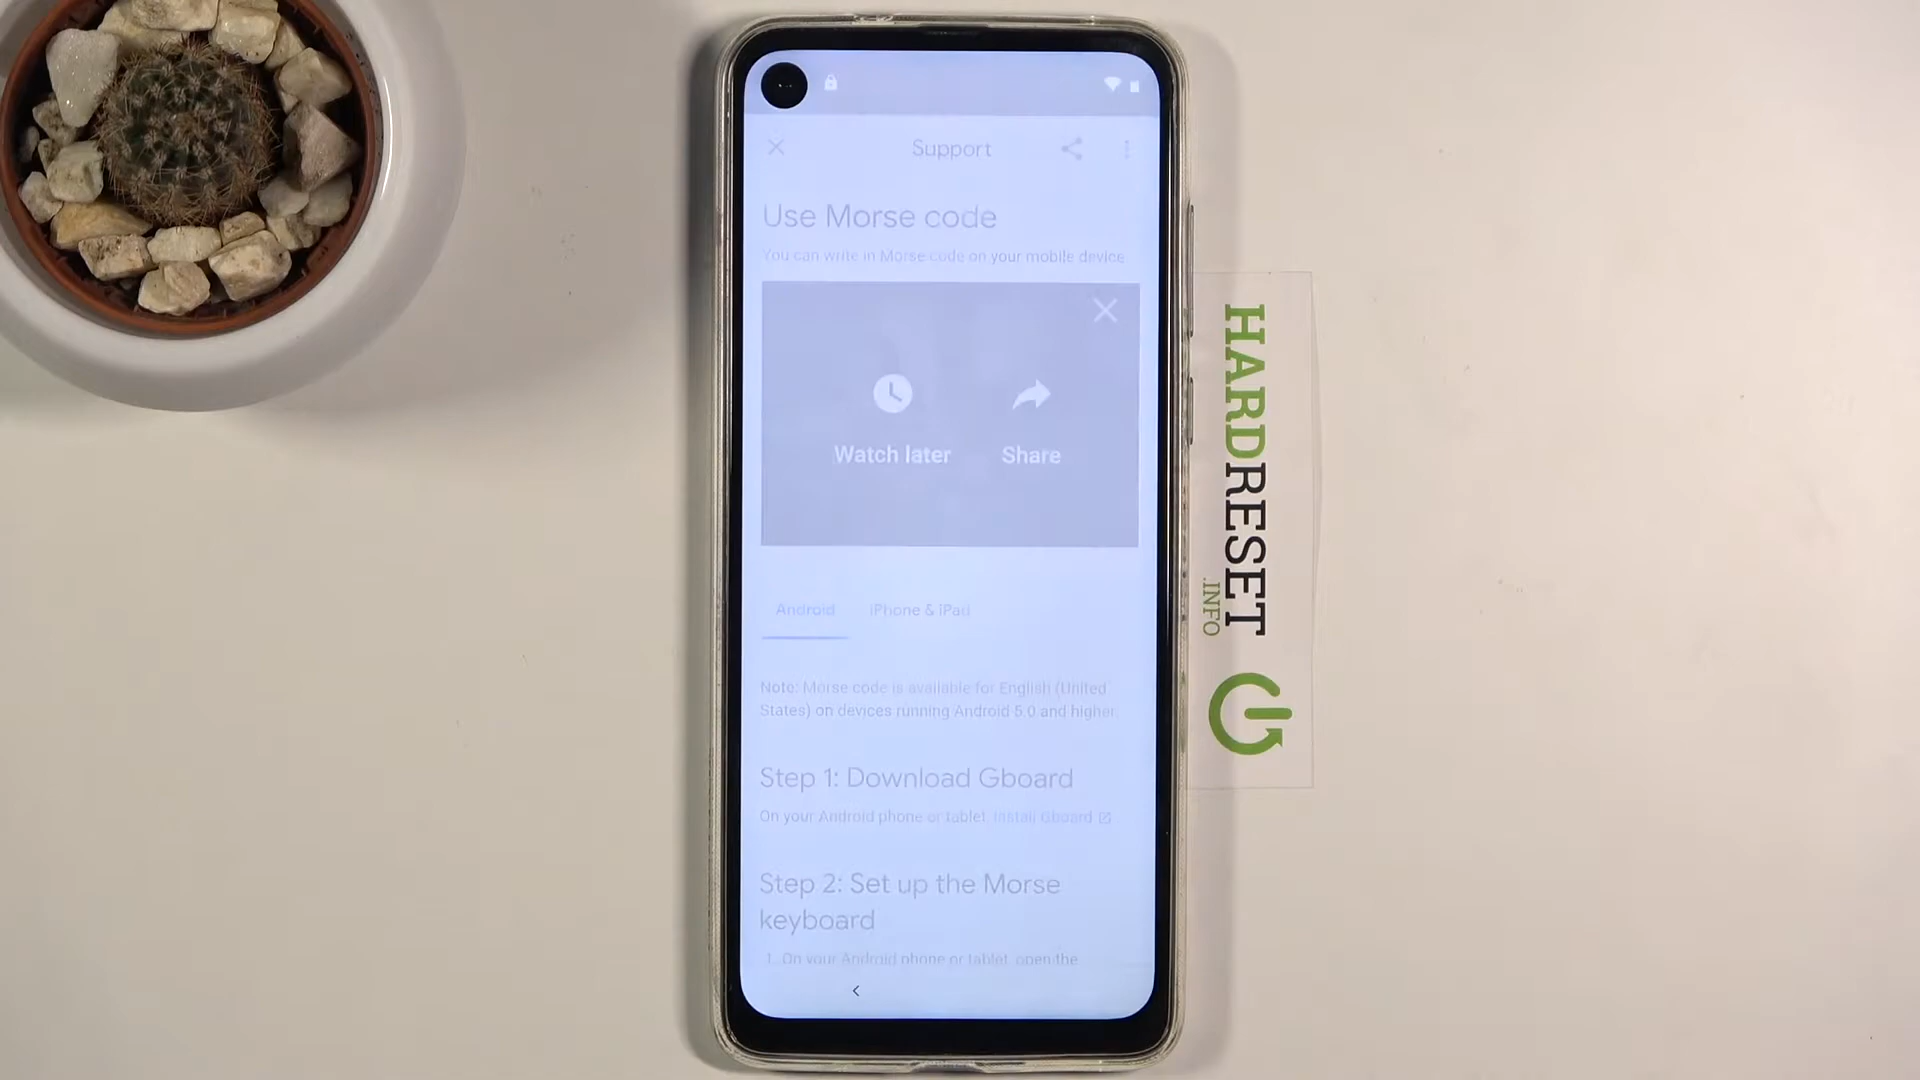 Support
Use Morse code
You can write in Morse code on your mobile device
Watch later
Share
Android
iPhone & iPad
Note: Morse code is available for English (United
States) on devices running Android 5.0 and higher.
Step 1: Download Gboard
On your Android phone or tablet, install Gboard
Step 2: Set up the Morse
keyboard
1. On your Android phone or tablet, open the
HARDRESET
.INFO